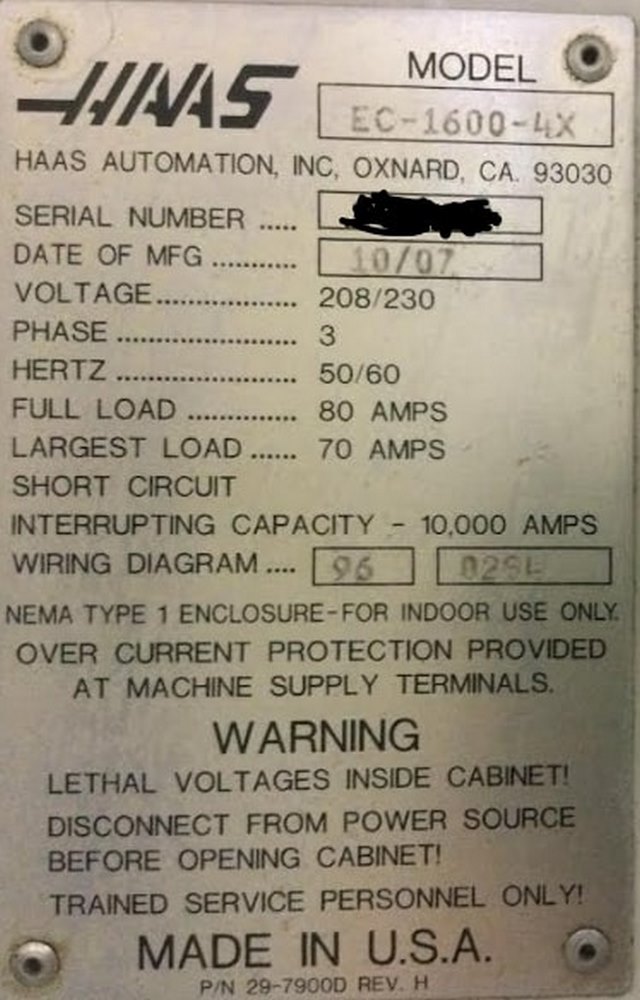 HAAS
MODEL
EC-1600-4X
HAAS AUTOMATION, INC, OXNARD, CA. 93030
SERIAL NUMBER .....
DATE OF MFG .......... 10/07
VOLTAGE................. 208/230
PHASE ...................... 3
HERTZ ...................... 50/60
FULL LOAD ............. 80 AMPS
LARGEST LOAD ...... 70 AMPS
SHORT CIRCUIT
INTERRUPTING CAPACITY - 10,000 AMPS
WIRING DIAGRAM .... 96
NEMA TYPE 1 ENCLOSURE-FOR INDOOR USE ONLY.
OVER CURRENT PROTECTION PROVIDED
AT MACHINE SUPPLY TERMINALS.
WARNING
LETHAL VOLTAGES INSIDE CABINET!
DISCONNECT FROM POWER SOURCE
BEFORE OPENING CABINET!
TRAINED SERVICE PERSONNEL ONLY!
MADE IN U.S.A.
P/N 29-7900D REV. H